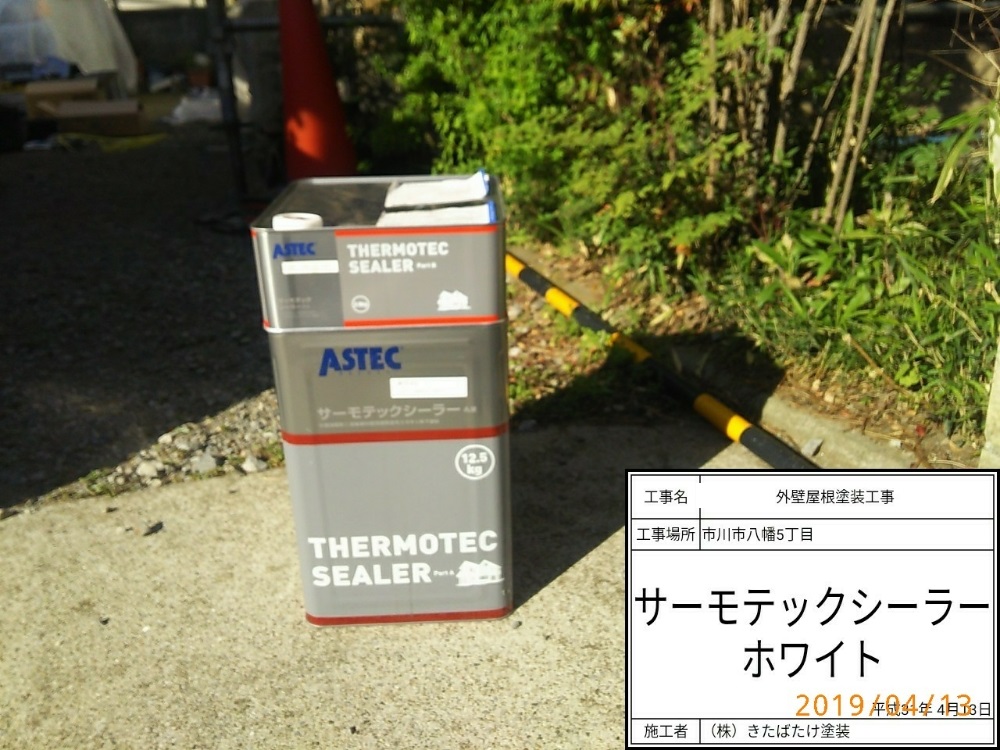 ASTEC
THERMOTEC
SEALER Part B
ASTEC
サーモテックシーラー
12.5
kg
THERMOTEC
SEALER Part A
工事名 外壁屋根塗装工事
工事場所 市川市八幡5丁目
サーモテックシーラー
ホワイト
2019/04/13
平成31年 4月13日
施工者 （株）きたばたけ塗装